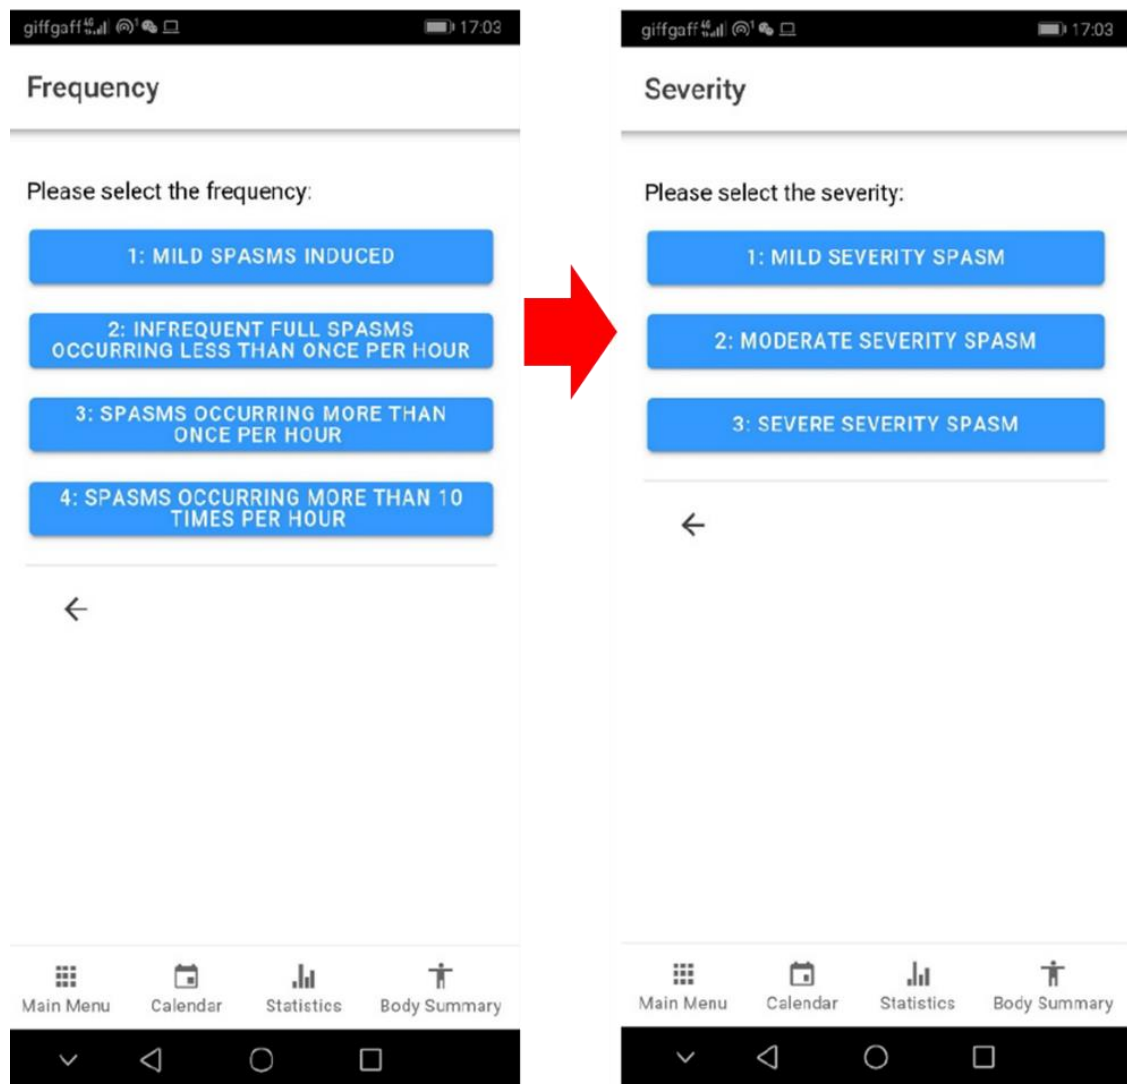 giffgaff 4G 17:03
Frequency
Please select the frequency:
1: MILD SPASMS INDUCED
2: INFREQUENT FULL SPASMS
OCCURRING LESS THAN ONCE PER HOUR
3: SPASMS OCCURRING MORE THAN
ONCE PER HOUR
4: SPASMS OCCURRING MORE THAN 10
TIMES PER HOUR
Main Menu Calendar Statistics Body Summary
giffgaff 4G 17:03
Severity
Please select the severity:
1: MILD SEVERITY SPASM
2: MODERATE SEVERITY SPASM
3: SEVERE SEVERITY SPASM
Main Menu Calendar Statistics Body Summary